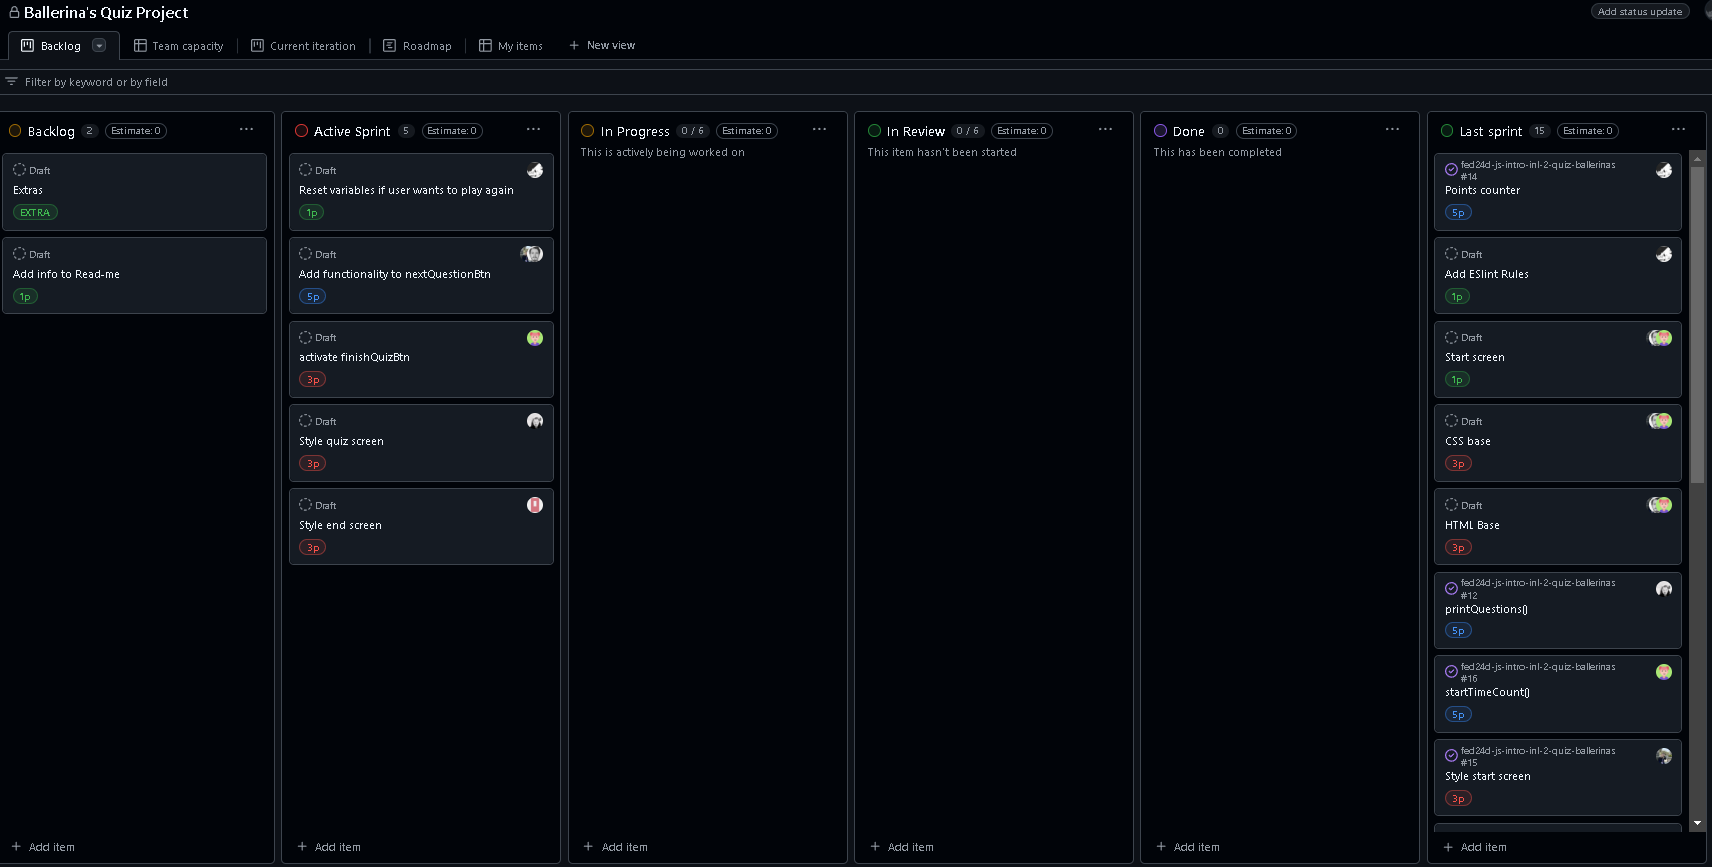 Ballerina's Quiz Project
Add status update
Backlog
Team capacity
Current iteration
Roadmap
My items
New view
Filter by keyword or by field
Backlog 2 Estimate: 0
Draft
Extras
EXTRA
Draft
Add info to Read-me
1p
Add item
Active Sprint 5 Estimate: 0
Draft
Reset variables if user wants to play again
1p
Draft
Add functionality to nextQuestionBtn
5p
Draft
activate finishQuizBtn
3p
Draft
Style quiz screen
3p
Draft
Style end screen
3p
Add item
In Progress 0 / 6 Estimate: 0
This is actively being worked on
Add item
In Review 0 / 6 Estimate: 0
This item hasn't been started
Add item
Done 0 Estimate: 0
This has been completed
Add item
Last sprint 15 Estimate: 0
fed24d-js-intro-inl-2-quiz-ballerinas
#14
Points counter
5p
Draft
Add ESlint Rules
1p
Draft
Start screen
1p
Draft
CSS base
3p
Draft
HTML Base
3p
fed24d-js-intro-inl-2-quiz-ballerinas
#12
printQuestions()
5p
fed24d-js-intro-inl-2-quiz-ballerinas
#16
startTimeCount()
5p
fed24d-js-intro-inl-2-quiz-ballerinas
#15
Style start screen
3p
Add item